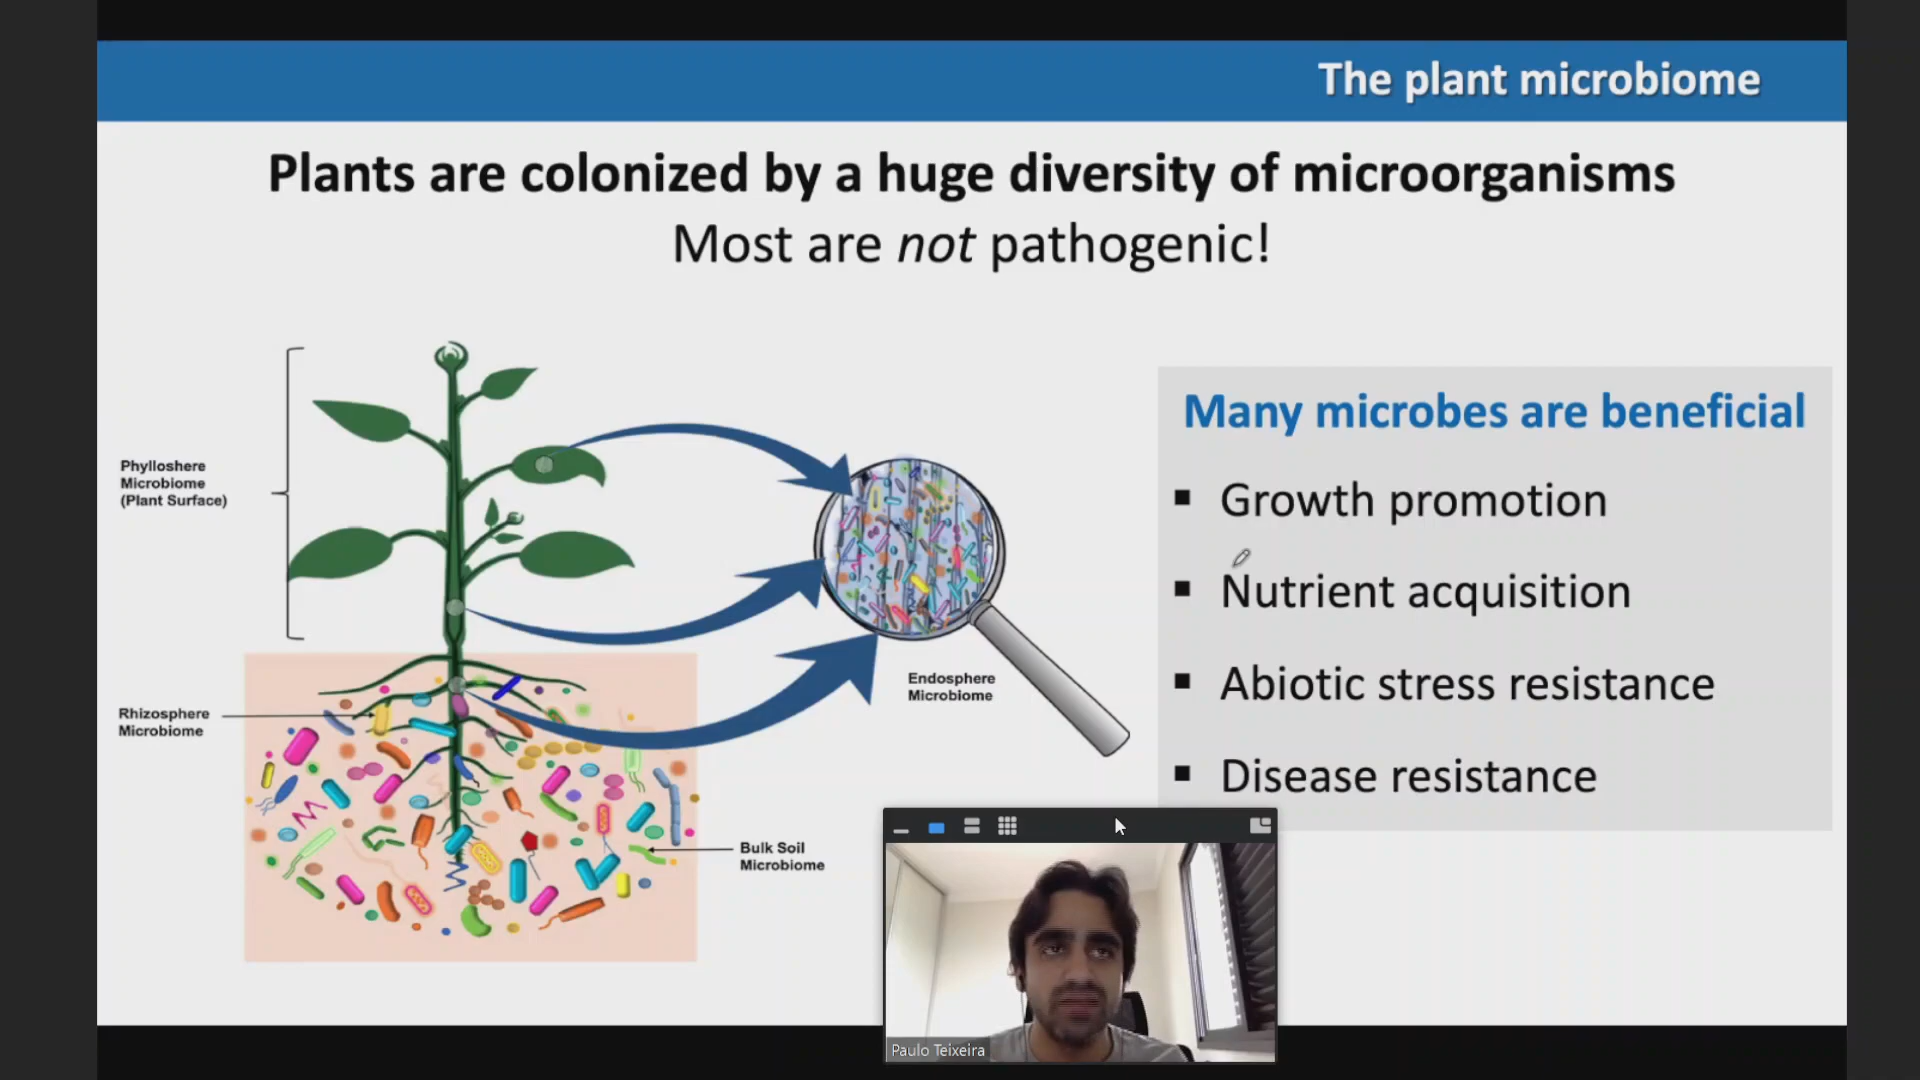 The plant microbiome
Plants are colonized by a huge diversity of microorganisms
Most are not pathogenic!
Phylloshere
Microbiome
(Plant Surface)
Rhizosphere
Microbiome
Endosphere
Microbiome
Bulk Soil
Microbiome
Many microbes are beneficial
▪ Growth promotion
▪ Nutrient acquisition
▪ Abiotic stress resistance
▪ Disease resistance
Paulo Teixeira